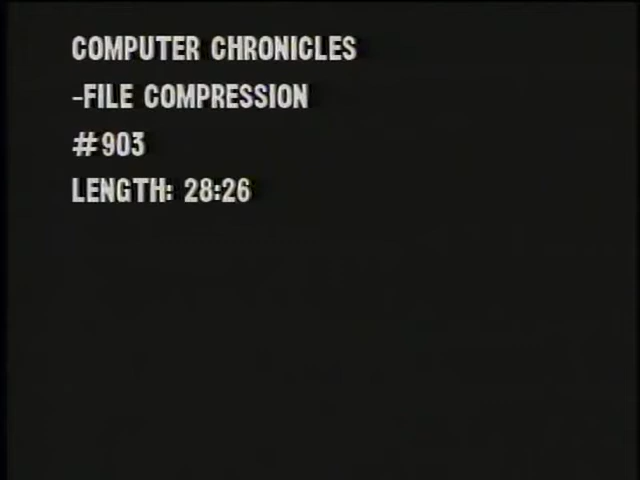 COMPUTER CHRONICLES
-FILE COMPRESSION
#903
LENGTH: 28:26